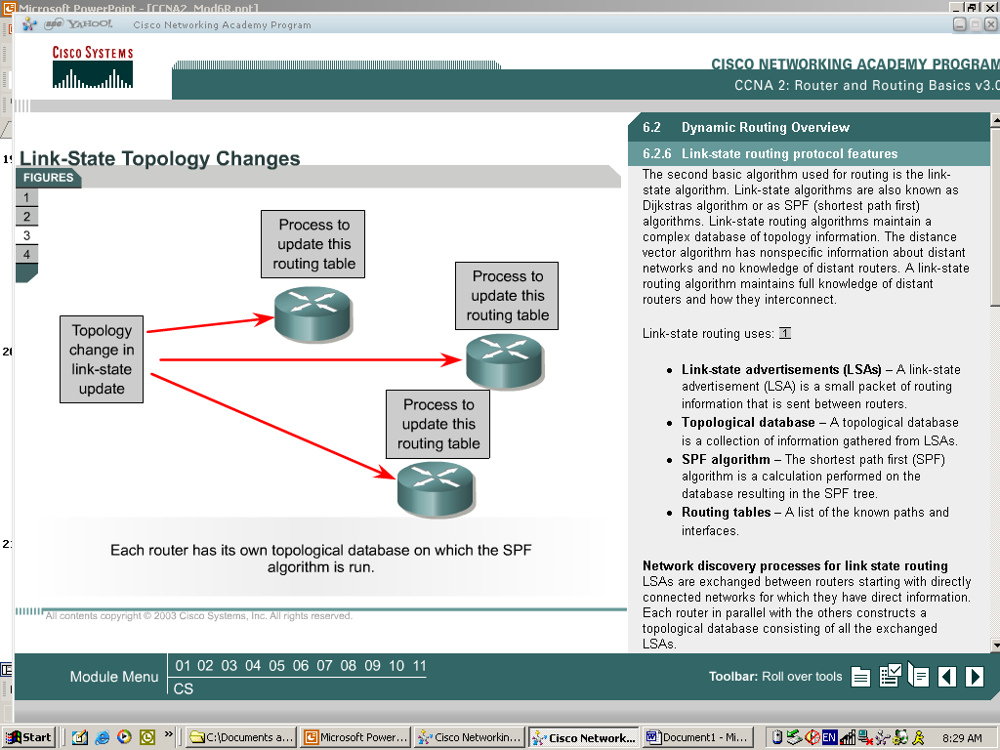 Microsoft PowerPoint - [CCNA2_Mod6R.ppt]
YAHOO! Cisco Networking Academy Program
CISCO SYSTEMS
CISCO NETWORKING ACADEMY PROGRAM
CCNA 2: Router and Routing Basics v3.0
Link-State Topology Changes
FIGURES
1
2
3
4
Process to
update this
routing table
Process to
update this
routing table
Topology
change in
link-state
update
Process to
update this
routing table
Each router has its own topological database on which the SPF
algorithm is run.
All contents copyright © 2003 Cisco Systems, Inc. All rights reserved.
6.2 Dynamic Routing Overview
6.2.6 Link-state routing protocol features
The second basic algorithm used for routing is the link-
state algorithm. Link-state algorithms are also known as
Dijkstras algorithm or as SPF (shortest path first)
algorithms. Link-state routing algorithms maintain a
complex database of topology information. The distance
vector algorithm has nonspecific information about distant
networks and no knowledge of distant routers. A link-state
routing algorithm maintains full knowledge of distant
routers and how they interconnect.
Link-state routing uses: 1
• Link-state advertisements (LSAs) – A link-state
advertisement (LSA) is a small packet of routing
information that is sent between routers.
• Topological database – A topological database
is a collection of information gathered from LSAs.
• SPF algorithm – The shortest path first (SPF)
algorithm is a calculation performed on the
database resulting in the SPF tree.
• Routing tables – A list of the known paths and
interfaces.
Network discovery processes for link state routing
LSAs are exchanged between routers starting with directly
connected networks for which they have direct information.
Each router in parallel with the others constructs a
topological database consisting of all the exchanged
LSAs.
Module Menu
01 02 03 04 05 06 07 08 09 10 11
CS
Toolbar: Roll over tools
Start
C:\Documents a...
Microsoft Power...
Cisco Networkin...
Cisco Network...
Document1 - Mi...
EN
8:29 AM